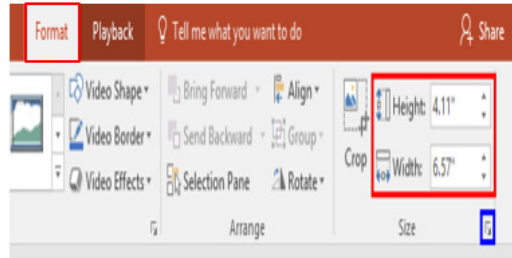 Format Playback Tell me what you want to do Share
Video Shape Bring Forward Align Height: 4.11"
Video Border Send Backward Group Crop Width: 6.57"
Video Effects Selection Pane Rotate
Arrange Size